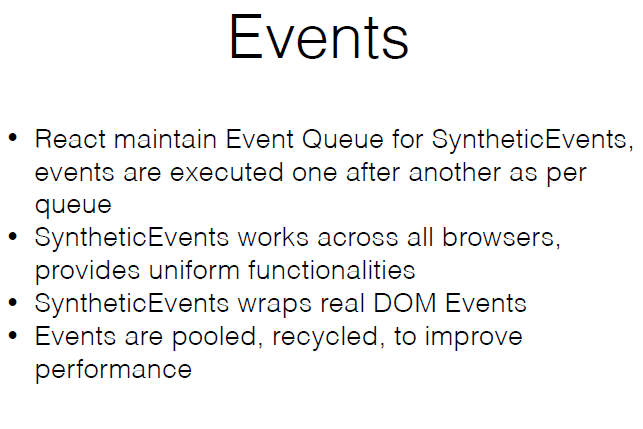 Events
• React maintain Event Queue for SyntheticEvents,
events are executed one after another as per
queue
• SyntheticEvents works across all browsers,
provides uniform functionalities
• SyntheticEvents wraps real DOM Events
• Events are pooled, recycled, to improve
performance